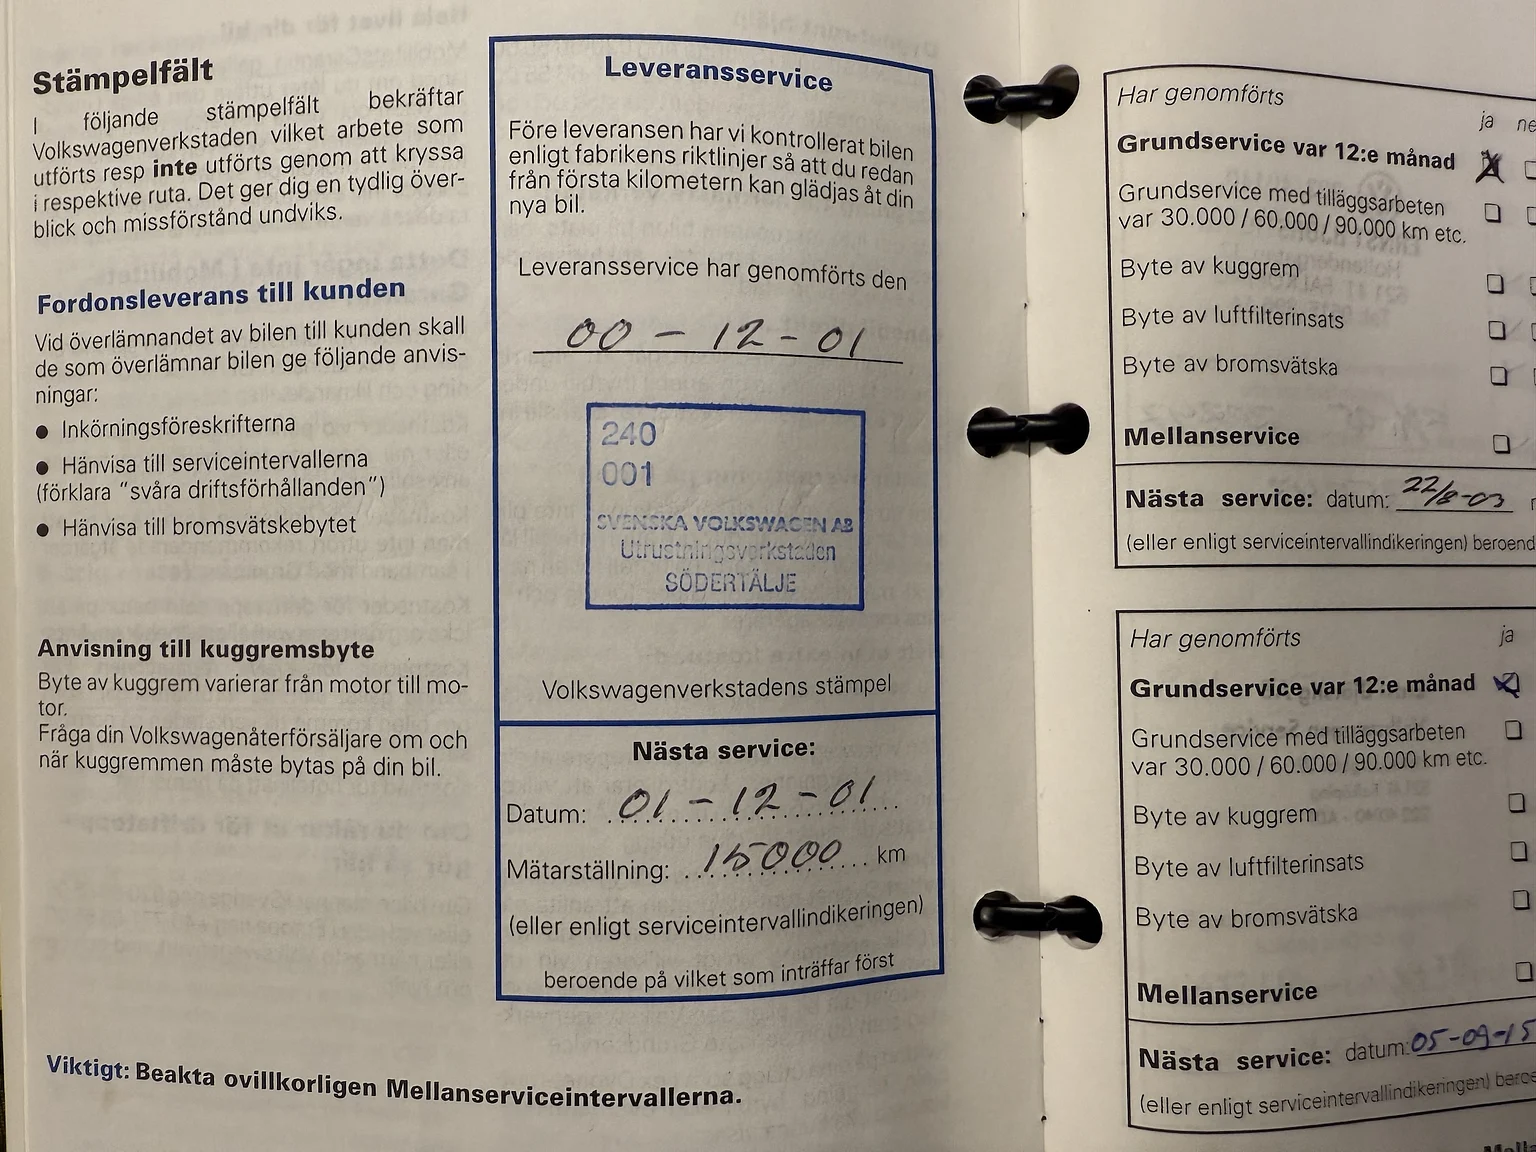 Stämpelfält
I följande stämpelfält bekräftar
Volkswagenverkstaden vilket arbete som
utförts resp inte utförts genom att kryssa
i respektive ruta. Det ger dig en tydlig över-
blick och missförstånd undviks.
Fordonsleverans till kunden
Vid överlämnandet av bilen till kunden skall
de som överlämnar bilen ge följande anvis-
ningar:
● Inkörningsföreskrifterna
● Hänvisa till serviceintervallerna
(förklara "svåra driftsförhållanden")
● Hänvisa till bromsvätskebytet
Anvisning till kuggremsbyte
Byte av kuggrem varierar från motor till mo-
tor.
Fråga din Volkswagenåterförsäljare om och
när kuggremmen måste bytas på din bil.
Viktigt: Beakta ovillkorligen Mellanserviceintervallerna.
Leveransservice
Före leveransen har vi kontrollerat bilen
enligt fabrikens riktlinjer så att du redan
från första kilometern kan glädjas åt din
nya bil.
Leveransservice har genomförts den
00 - 12 - 01
240
001
SVENSKA VOLKSWAGEN AB
Utrustningsverkstaden
SÖDERTÄLJE
Volkswagenverkstadens stämpel
Nästa service:
Datum: 01 - 12 - 01
Mätarställning: 15000 km
(eller enligt serviceintervallindikeringen)
beroende på vilket som inträffar först
Har genomförts
ja
Grundservice var 12:e månad
Grundservice med tilläggsarbeten
var 30.000 / 60.000 / 90.000 km etc.
Byte av kuggrem
Byte av luftfilterinsats
Byte av bromsvätska
Mellanservice
Nästa service: datum: 22/8-03
(eller enligt serviceintervallindikeringen) beroend
Har genomförts
ja
Grundservice var 12:e månad
Grundservice med tilläggsarbeten
var 30.000 / 60.000 / 90.000 km etc.
Byte av kuggrem
Byte av luftfilterinsats
Byte av bromsvätska
Mellanservice
Nästa service: datum: 05-09-15
(eller enligt serviceintervallindikeringen) bero